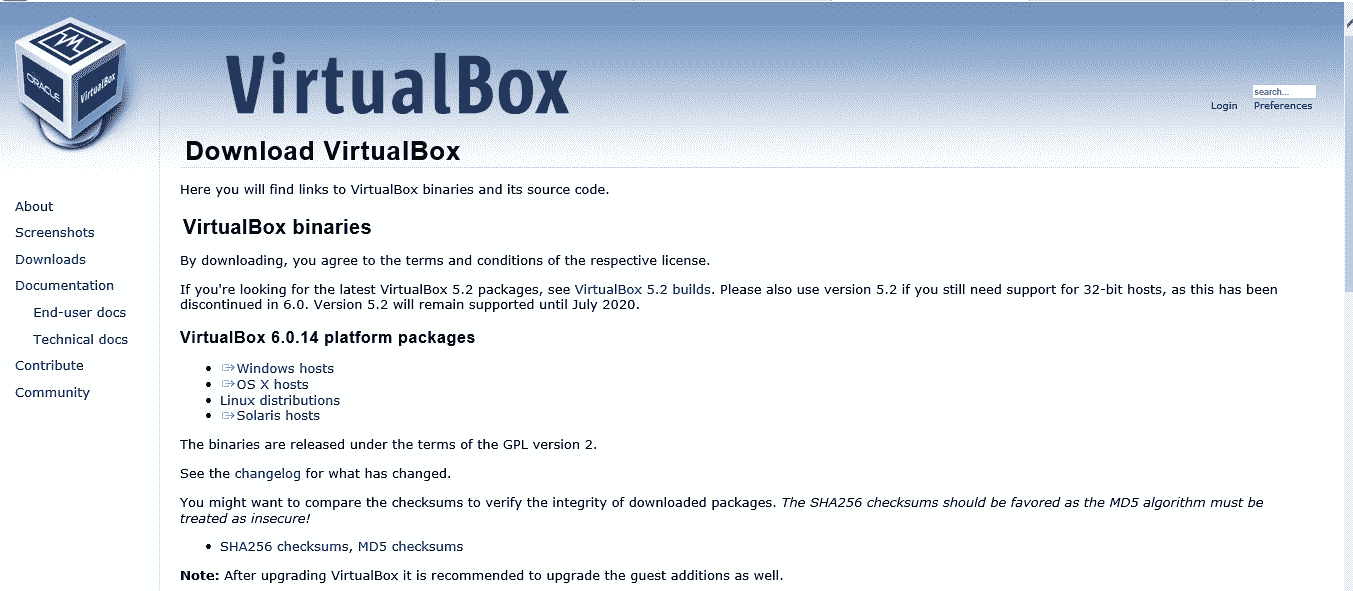 ORACLE
VirtualBox
VirtualBox
search...
Login Preferences
Download VirtualBox
Here you will find links to VirtualBox binaries and its source code.
About
Screenshots
Downloads
Documentation
End-user docs
Technical docs
Contribute
Community
VirtualBox binaries
By downloading, you agree to the terms and conditions of the respective license.
If you're looking for the latest VirtualBox 5.2 packages, see VirtualBox 5.2 builds. Please also use version 5.2 if you still need support for 32-bit hosts, as this has been
discontinued in 6.0. Version 5.2 will remain supported until July 2020.
VirtualBox 6.0.14 platform packages
Windows hosts
OS X hosts
Linux distributions
Solaris hosts
The binaries are released under the terms of the GPL version 2.
See the changelog for what has changed.
You might want to compare the checksums to verify the integrity of downloaded packages. The SHA256 checksums should be favored as the MD5 algorithm must be
treated as insecure!
SHA256 checksums, MD5 checksums
Note: After upgrading VirtualBox it is recommended to upgrade the guest additions as well.